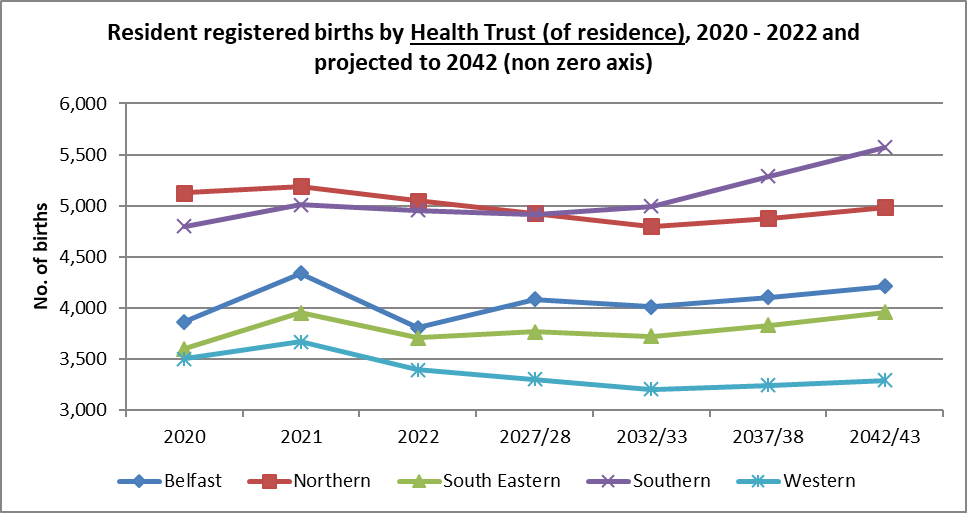 Resident registered births by Health Trust (of residence), 2020 - 2022 and
projected to 2042 (non zero axis)
No. of births
6,000
5,500
5,000
4,500
4,000
3,500
3,000
2020 2021 2022 2027/28 2032/33 2037/38 2042/43
Belfast Northern South Eastern Southern Western